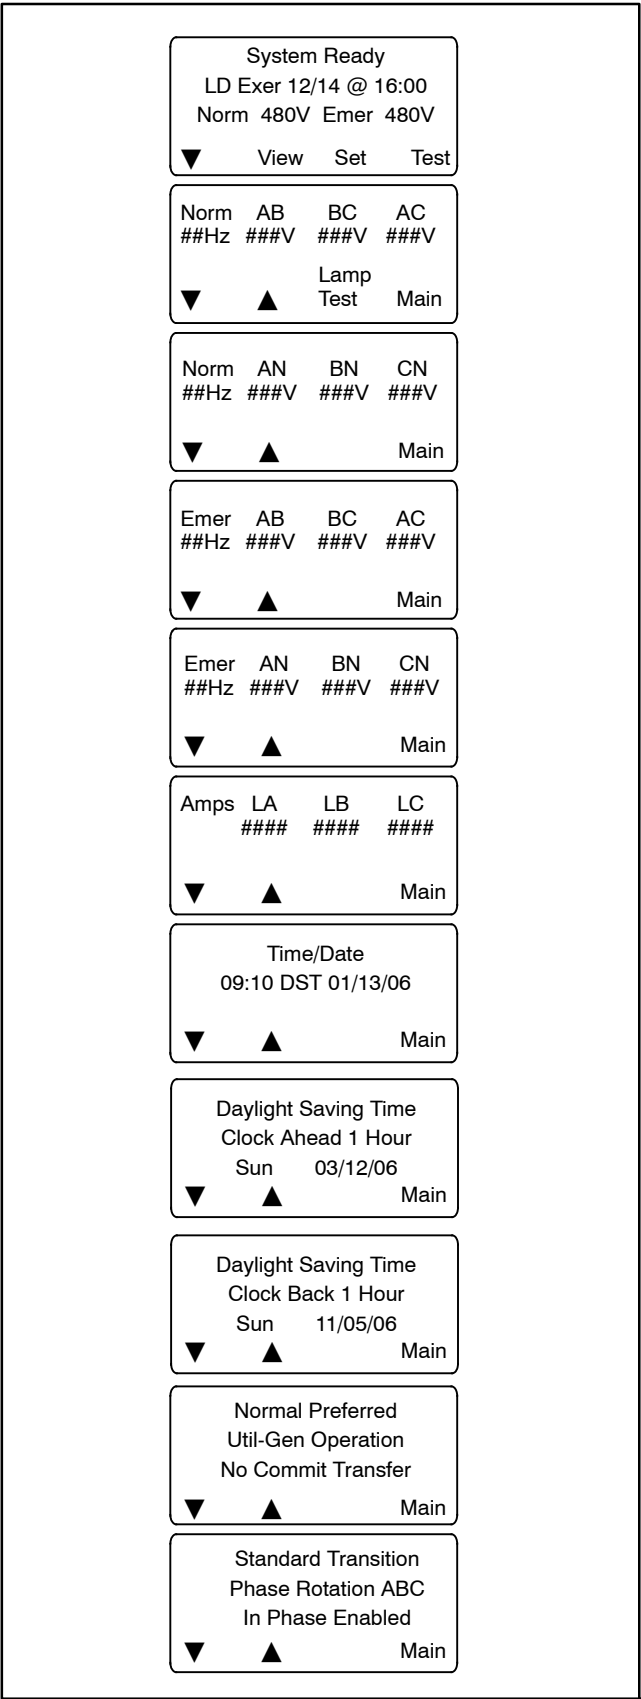 System Ready
LD Exer 12/14 @ 16:00
Norm 480V Emer 480V
▼ View Set Test
Norm AB BC AC
##Hz ###V ###V ###V
Lamp
▼ ▲ Test Main
Norm AN BN CN
##Hz ###V ###V ###V
▼ ▲ Main
Emer AB BC AC
##Hz ###V ###V ###V
▼ ▲ Main
Emer AN BN CN
##Hz ###V ###V ###V
▼ ▲ Main
Amps LA LB LC
#### #### ####
▼ ▲ Main
Time/Date
09:10 DST 01/13/06
▼ ▲ Main
Daylight Saving Time
Clock Ahead 1 Hour
Sun 03/12/06
▼ ▲ Main
Daylight Saving Time
Clock Back 1 Hour
Sun 11/05/06
▼ ▲ Main
Normal Preferred
Util-Gen Operation
No Commit Transfer
▼ ▲ Main
Standard Transition
Phase Rotation ABC
In Phase Enabled
▼ ▲ Main